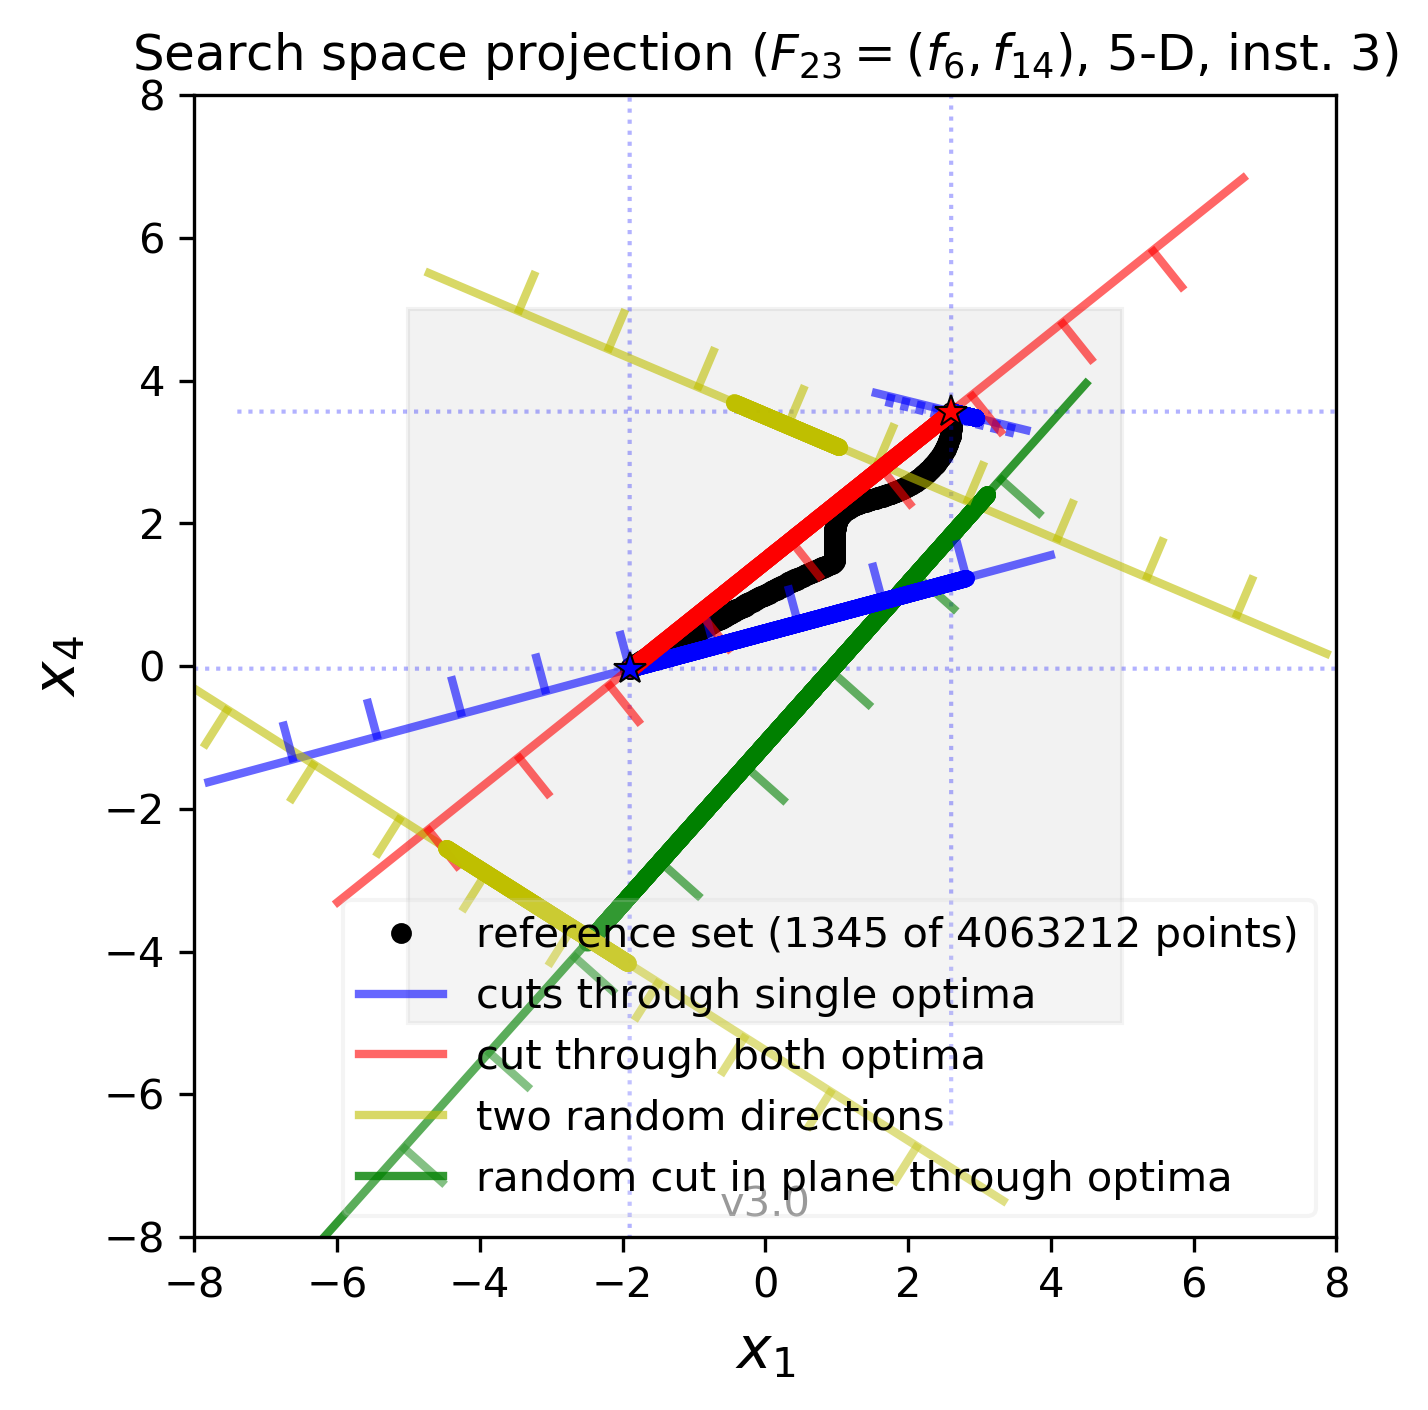 Search space projection (F₂₃ = (f₆, f₁₄), 5-D, inst. 3)
8
6
4
2
0
−2
−4
−6
−8
x₄
reference set (1345 of 4063212 points)
cuts through single optima
cut through both optima
two random directions
random cut in plane through optima
v3.0
−8 −6 −4 −2 0 2 4 6 8
x₁